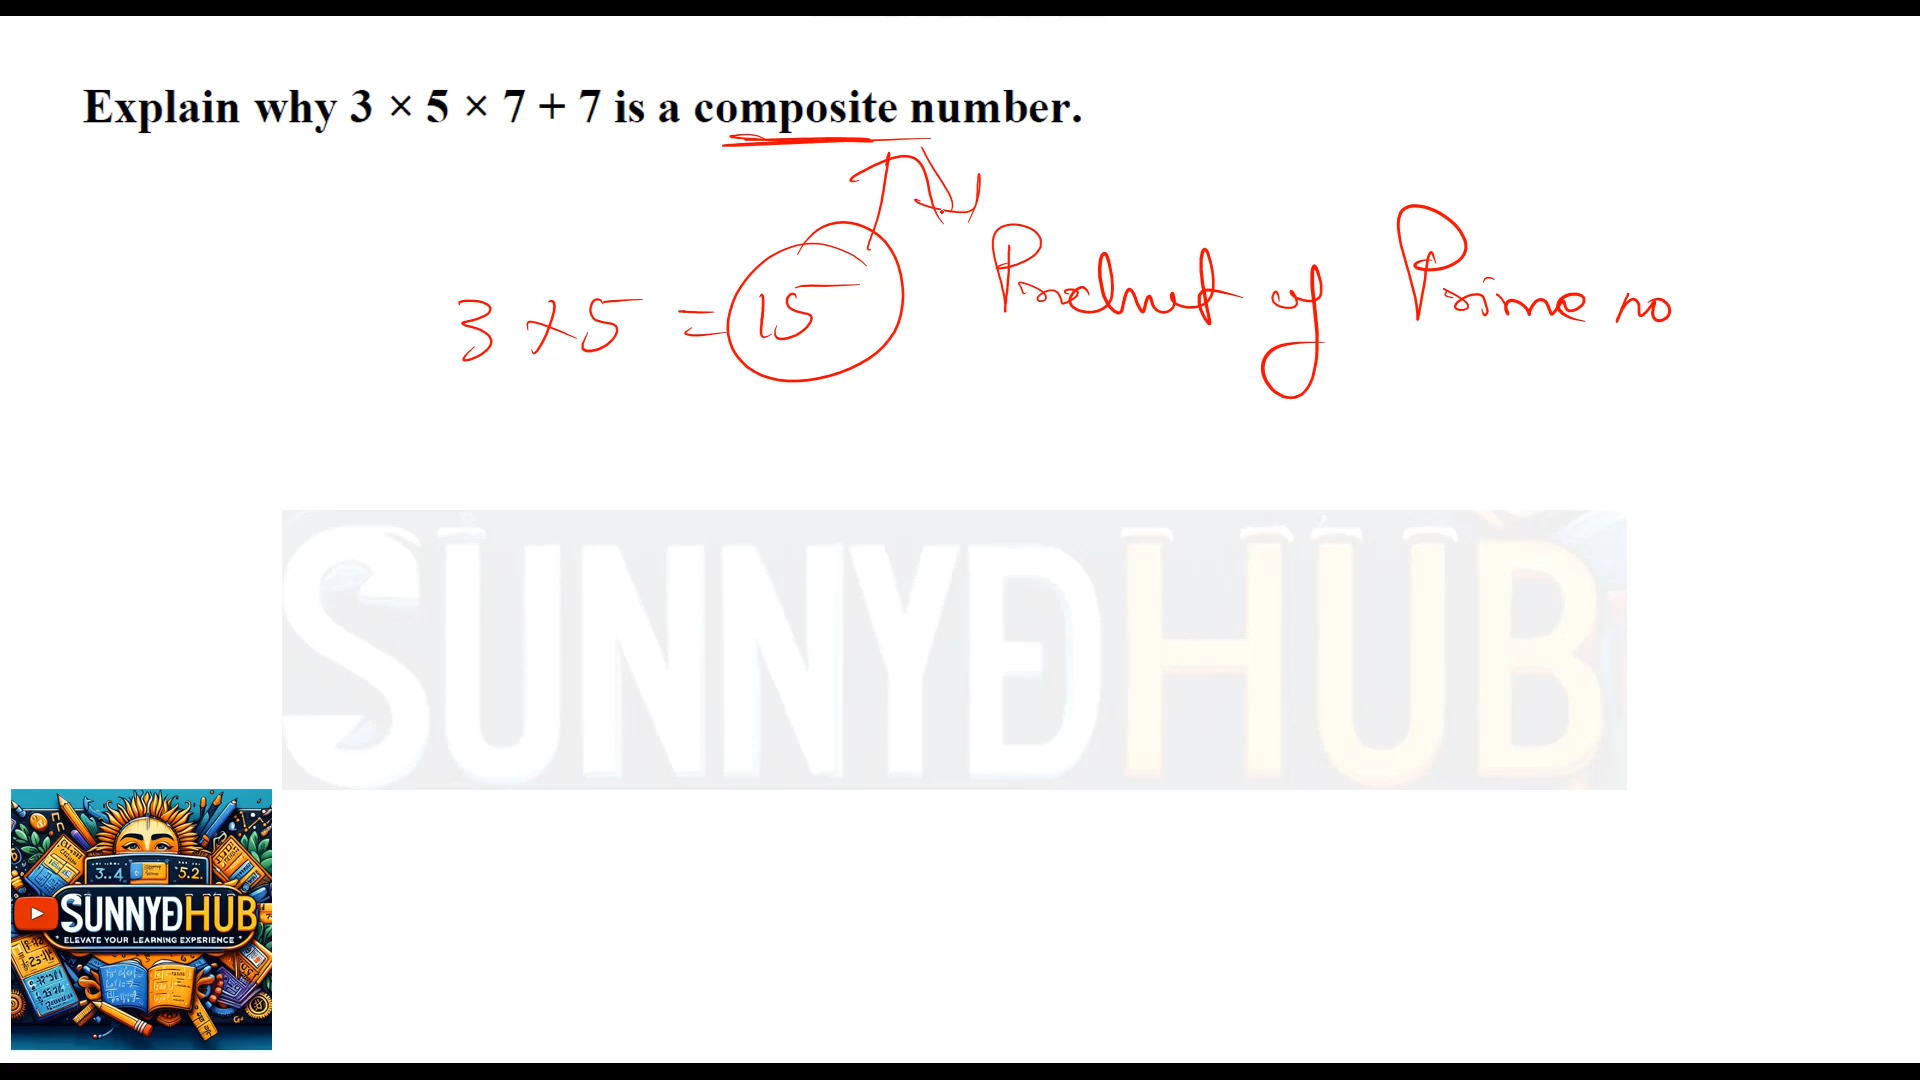 Explain why 3 × 5 × 7 + 7 is a composite number.
Product of Prime no
3 × 5 = 15
SUNNYDHUB
3..4 5.2.
SUNNYDHUB
ELEVATE YOUR LEARNING EXPERIENCE